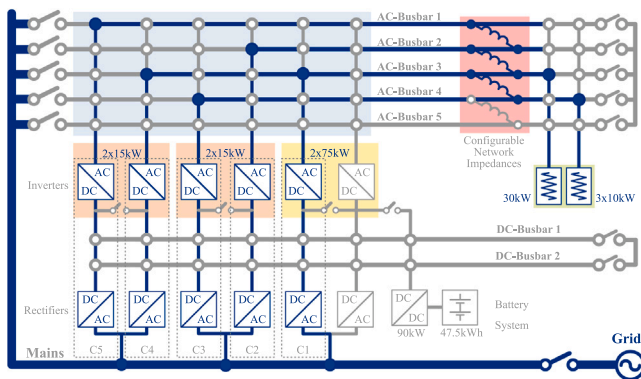 AC-Busbar 1
AC-Busbar 2
AC-Busbar 3
AC-Busbar 4
AC-Busbar 5
Configurable
Network
Impedances
2x15kW
2x15kW
2x75kW
Inverters
AC
DC
AC
DC
AC
DC
AC
DC
AC
DC
AC
DC
30kW
3x10kW
DC-Busbar 1
DC-Busbar 2
Rectifiers
DC
AC
DC
AC
DC
AC
DC
AC
DC
AC
DC
AC
DC
DC
90kW
47.5kWh
Battery
System
Mains
C5
C4
C3
C2
C1
Grid